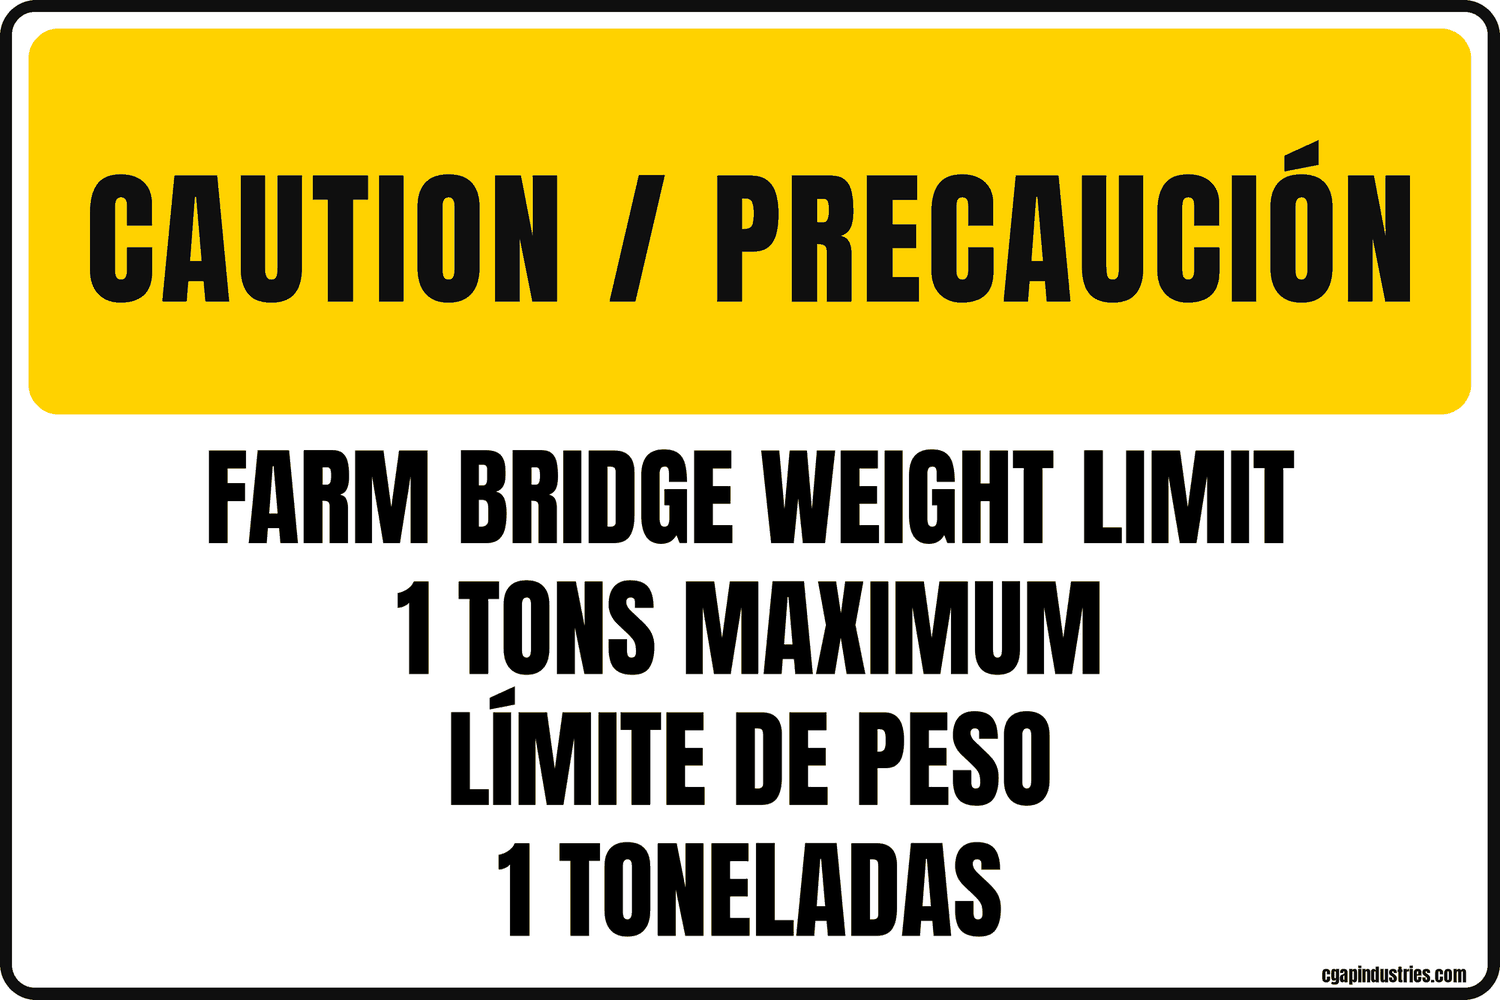 CAUTION / PRECAUCIÓN
FARM BRIDGE WEIGHT LIMIT
1 TONS MAXIMUM
LÍMITE DE PESO
1 TONELADAS
cgapindustries.com